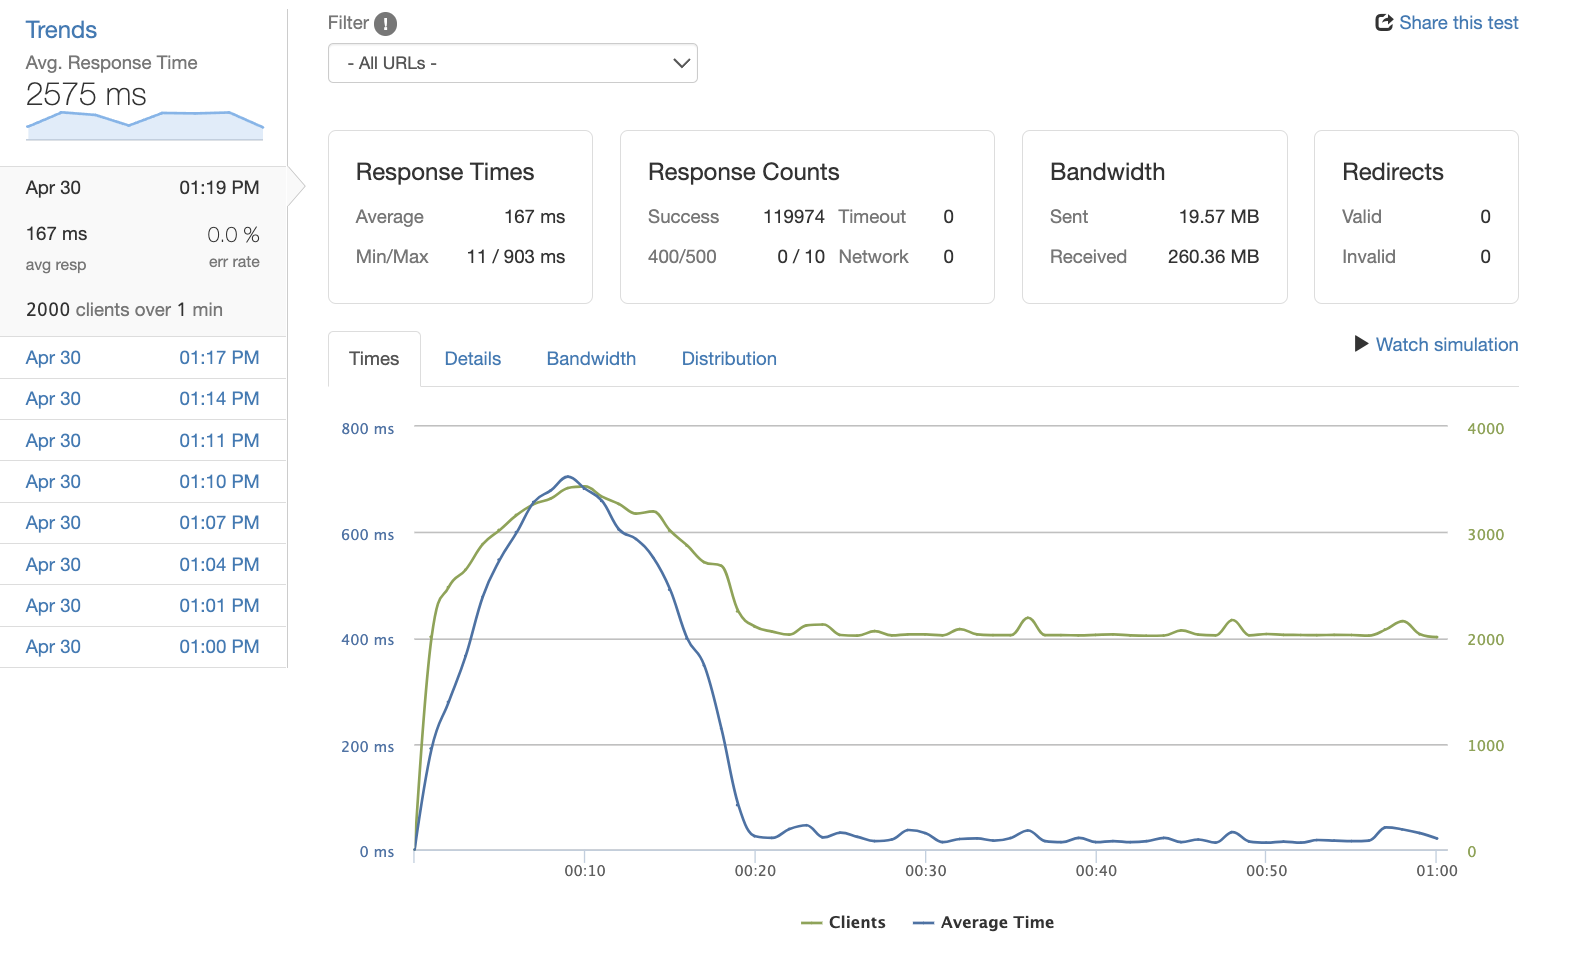 Trends
Avg. Response Time
2575 ms
Apr 30 01:19 PM
167 ms 0.0 %
avg resp err rate
2000 clients over 1 min
Apr 30 01:17 PM
Apr 30 01:14 PM
Apr 30 01:11 PM
Apr 30 01:10 PM
Apr 30 01:07 PM
Apr 30 01:04 PM
Apr 30 01:01 PM
Apr 30 01:00 PM
Filter !
Share this test
- All URLs -
Response Times
Average 167 ms
Min/Max 11 / 903 ms
Response Counts
Success 119974 Timeout 0
400/500 0 / 10 Network 0
Bandwidth
Sent 19.57 MB
Received 260.36 MB
Redirects
Valid 0
Invalid 0
Times Details Bandwidth Distribution
Watch simulation
800 ms 4000
600 ms 3000
400 ms 2000
200 ms 1000
0 ms 0
00:10 00:20 00:30 00:40 00:50 01:00
Clients Average Time